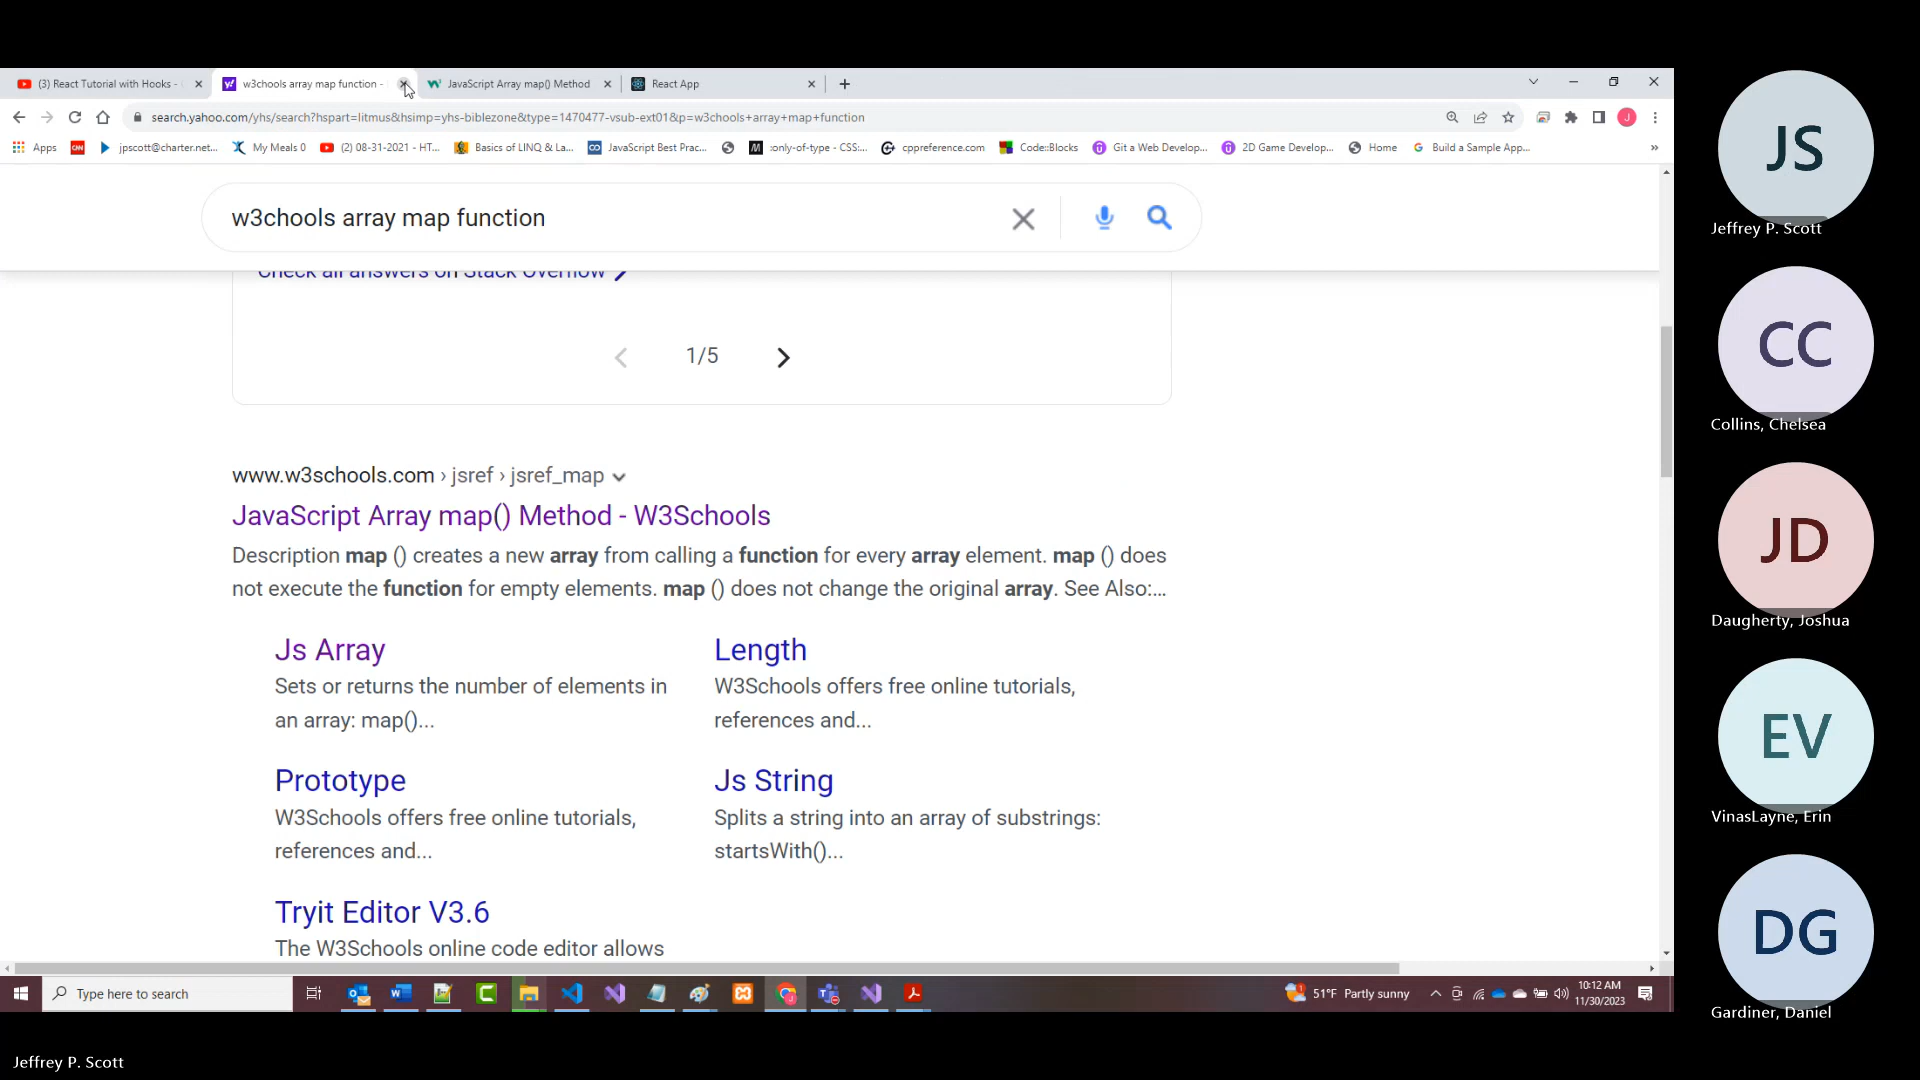 (3) React Tutorial with Hooks -
w3chools array map function -
JavaScript Array map() Method
React App
search.yahoo.com/yhs/search?hspart=litmus&hsimp=yhs-biblezone&type=1470477-vsub-ext01&p=w3chools+array+map+function
J
Apps
CNN
jpscott@charter.net...
My Meals 0
(2) 08-31-2021 - HT...
Basics of LINQ & La...
JavaScript Best Prac...
:only-of-type - CSS:...
cppreference.com
Code::Blocks
Git a Web Develop...
2D Game Develop...
Home
Build a Sample App...
w3chools array map function
Check all answers on Stack Overflow
1/5
www.w3schools.com › jsref › jsref_map
JavaScript Array map() Method - W3Schools
Description map () creates a new array from calling a function for every array element. map () does
not execute the function for empty elements. map () does not change the original array. See Also:...
Js Array
Sets or returns the number of elements in
an array: map()...
Length
W3Schools offers free online tutorials,
references and...
Prototype
W3Schools offers free online tutorials,
references and...
Js String
Splits a string into an array of substrings:
startsWith()...
Tryit Editor V3.6
The W3Schools online code editor allows
Type here to search
51°F Partly sunny
10:12 AM
11/30/2023
JS
Jeffrey P. Scott
CC
Collins, Chelsea
JD
Daugherty, Joshua
EV
VinasLayne, Erin
DG
Gardiner, Daniel
Jeffrey P. Scott